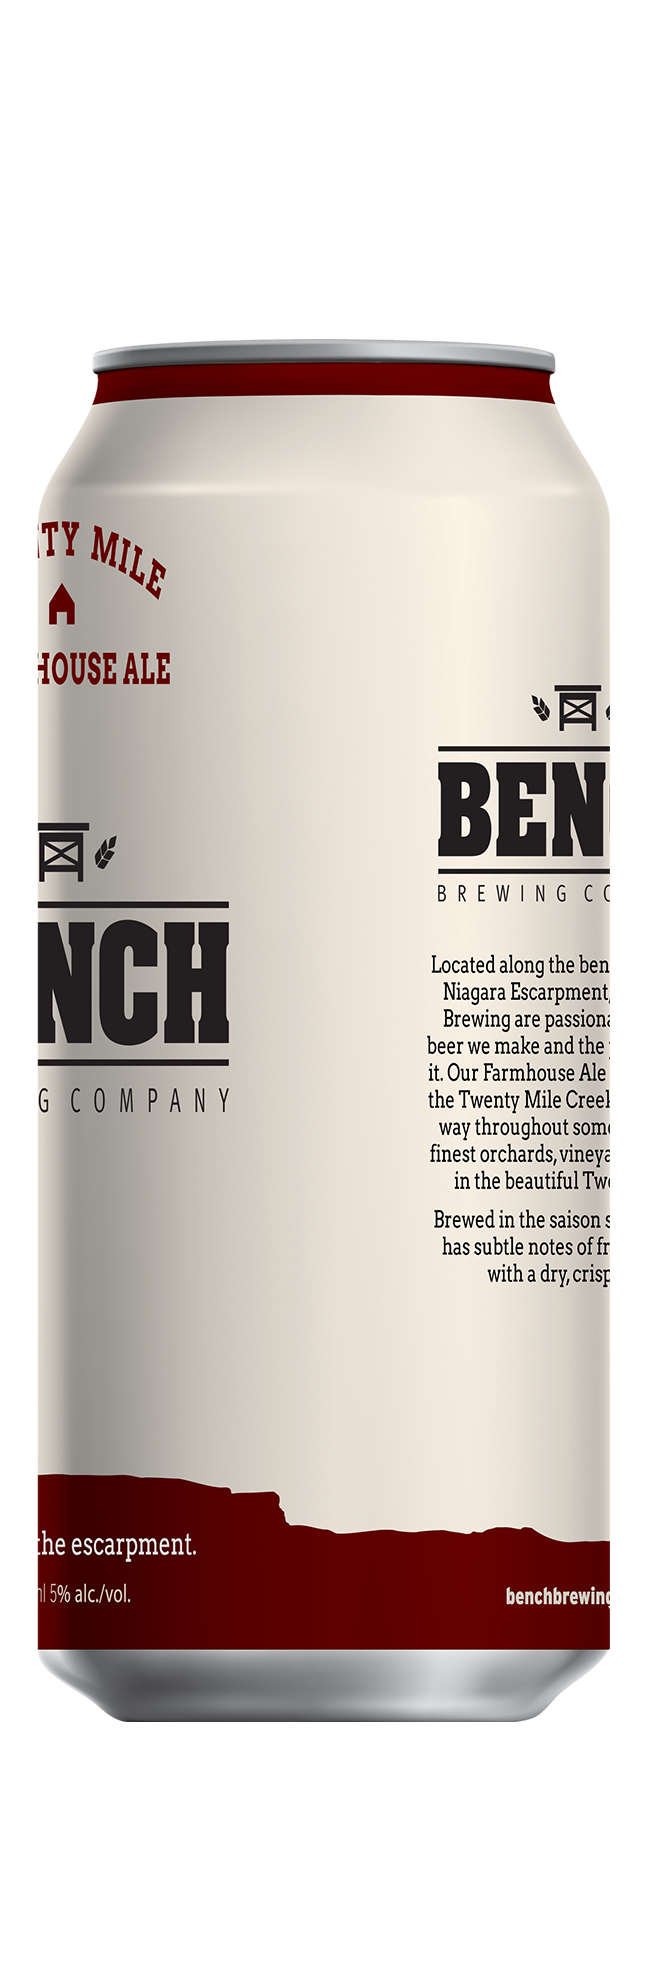 TY MILE
HOUSE ALE
NCH
G COMPANY
the escarpment.
5% alc./vol.
BEN
BREWING CO
Located along the ben
Niagara Escarpment,
Brewing are passiona
beer we make and the
it. Our Farmhouse Ale
the Twenty Mile Creek
way throughout some
finest orchards, vineya
in the beautiful Tw
Brewed in the saison s
has subtle notes of fr
with a dry, crisp
benchbrewing